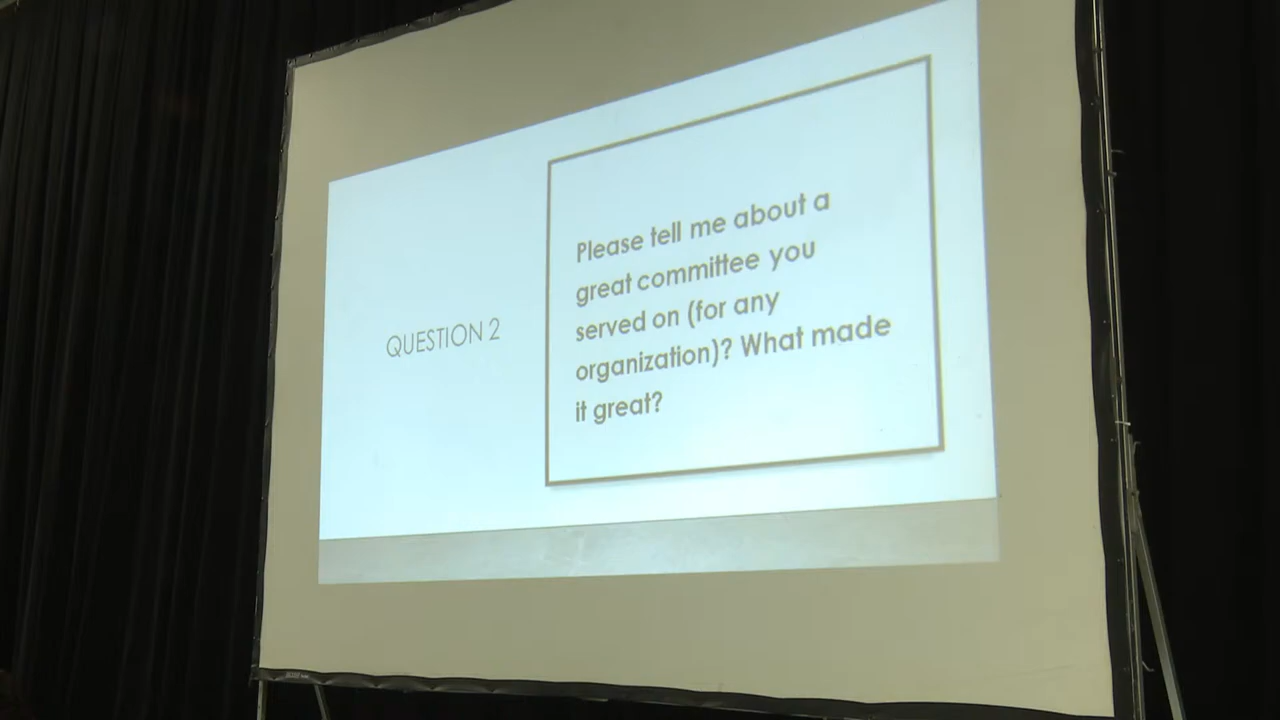 QUESTION 2
Please tell me about a
great committee you
served on (for any
organization)? What made
it great?